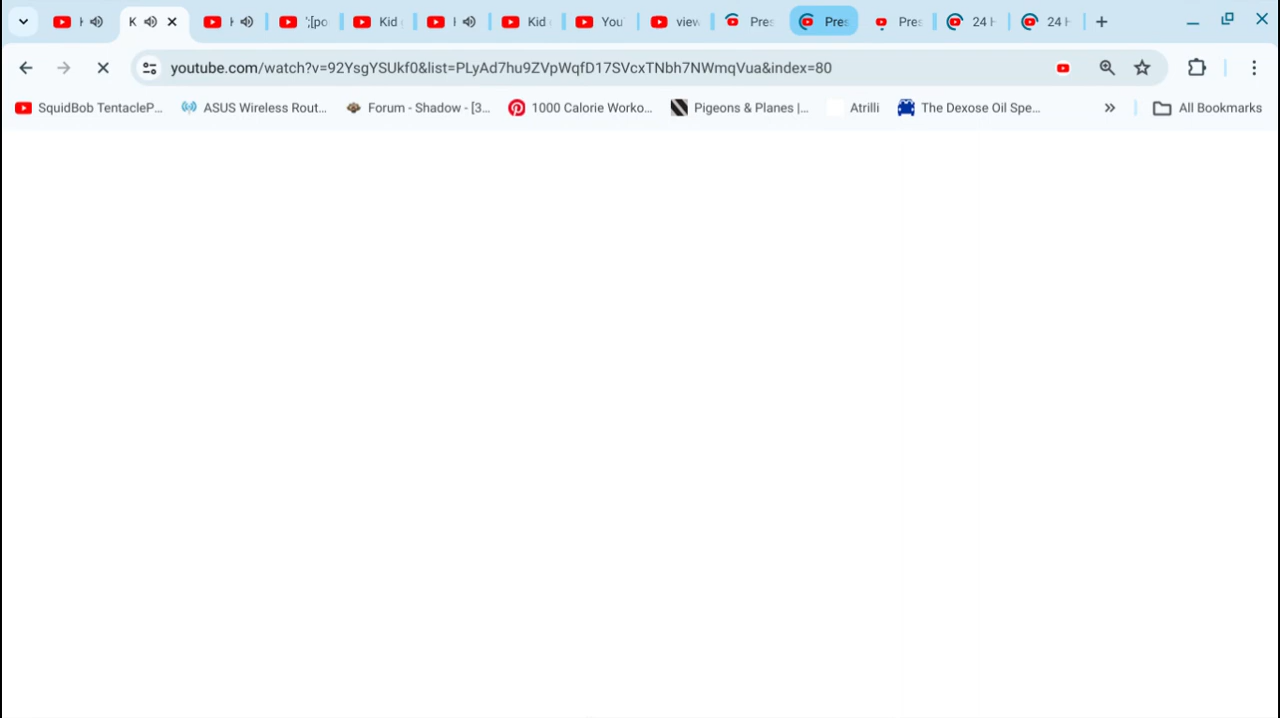 K
';[po
Kid
Kid
You
view
Pres
Pres
Pres
24 H
24 H
youtube.com/watch?v=92YsgYSUkf0&list=PLyAd7hu9ZVpWqfD17SVcxTNbh7NWmqVua&index=80
SquidBob TentacleP... ASUS Wireless Rout... Forum - Shadow - [3... 1000 Calorie Worko... Pigeons & Planes |... Atrilli The Dexose Oil Spe... » All Bookmarks